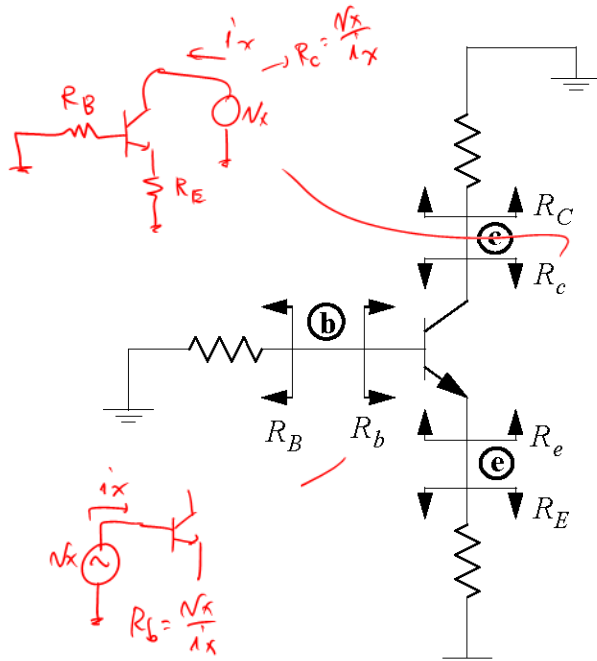 ix
→ Rc = Vx/ix
RB
Vx
RE
RC
c
Rc
b
RB
Rb
Re
e
RE
ix
Vx
~
Rb = Vx/ix